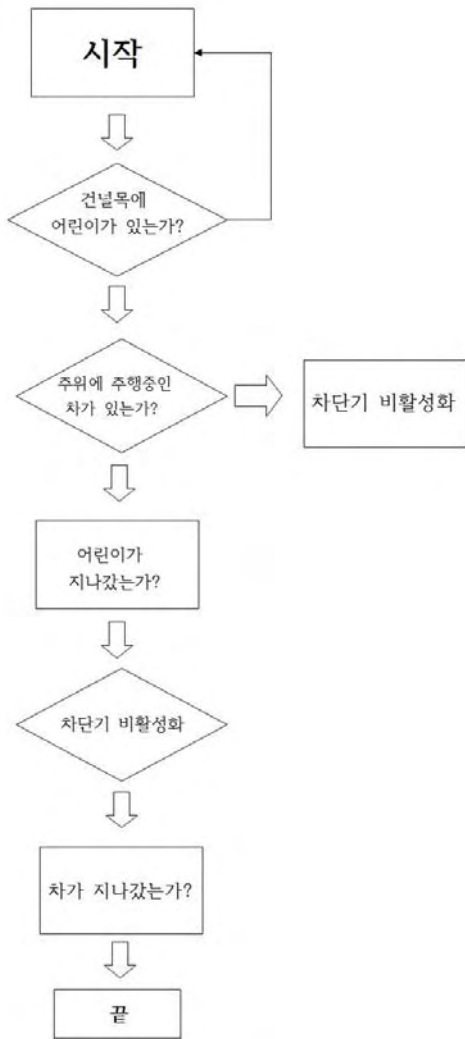 시작
건널목에
어린이가 있는가?
주위에 주행중인
차가 있는가?
차단기 비활성화
어린이가
지나갔는가?
차단기 비활성화
차가 지나갔는가?
끝